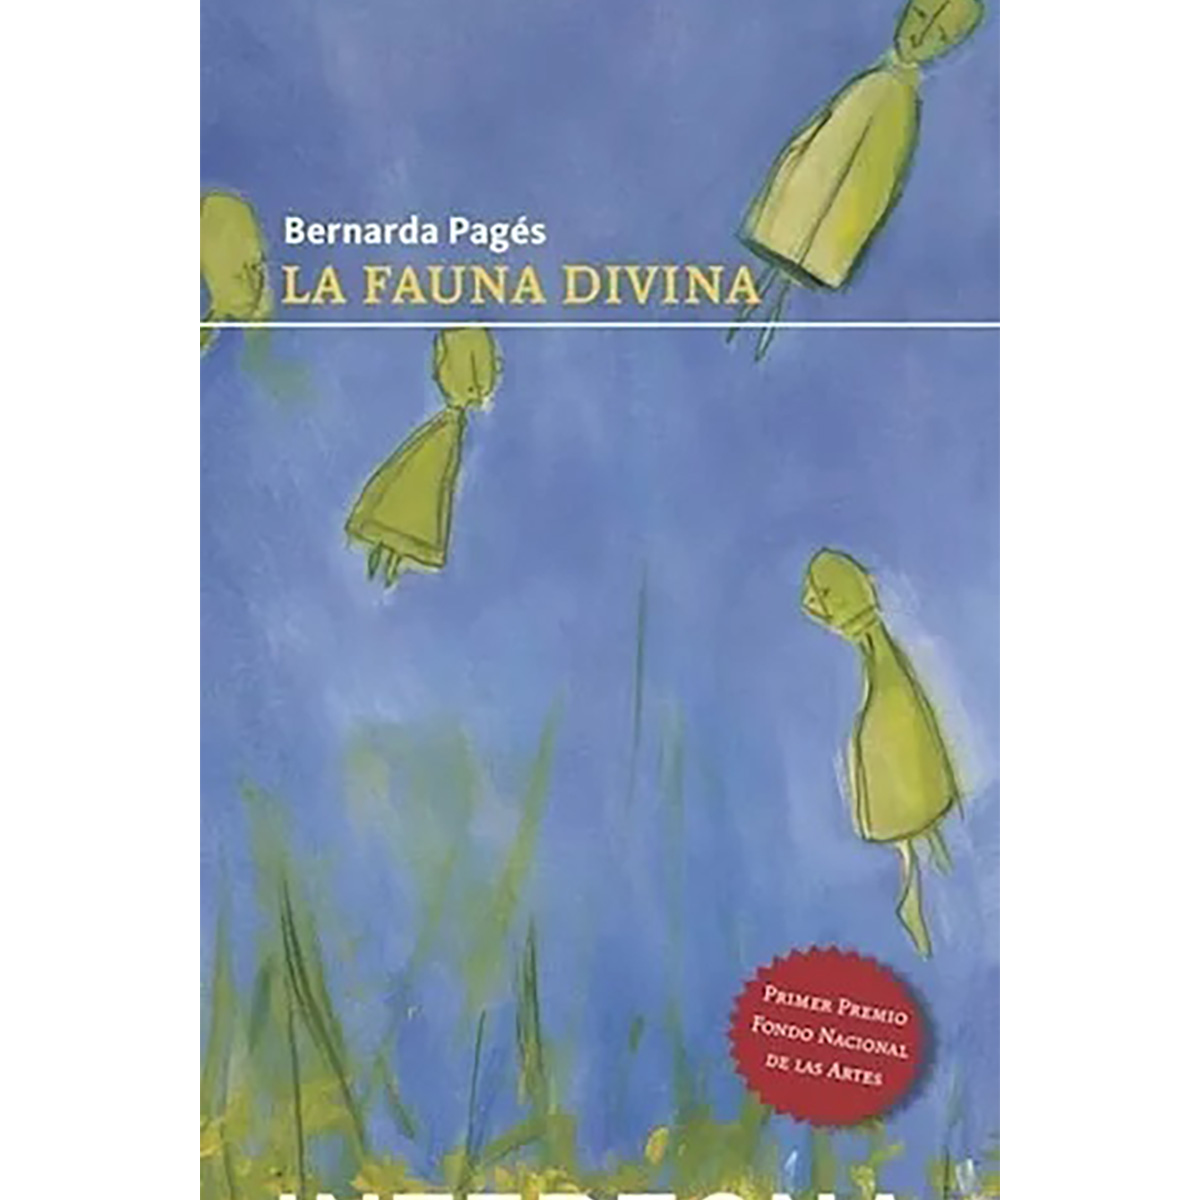 Bernarda Pagés
LA FAUNA DIVINA
PRIMER PREMIO
FONDO NACIONAL
DE LAS ARTES